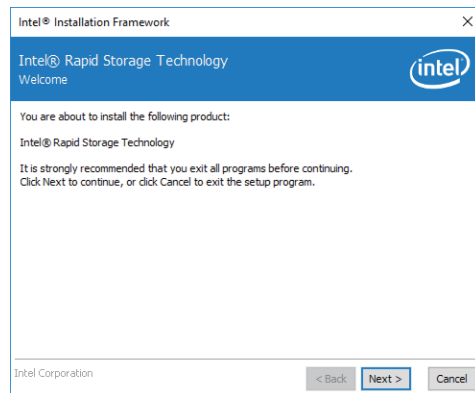 Intel® Installation Framework
Intel® Rapid Storage Technology
Welcome
intel
You are about to install the following product:
Intel® Rapid Storage Technology
It is strongly recommended that you exit all programs before continuing.
Click Next to continue, or click Cancel to exit the setup program.
Intel Corporation
< Back Next > Cancel